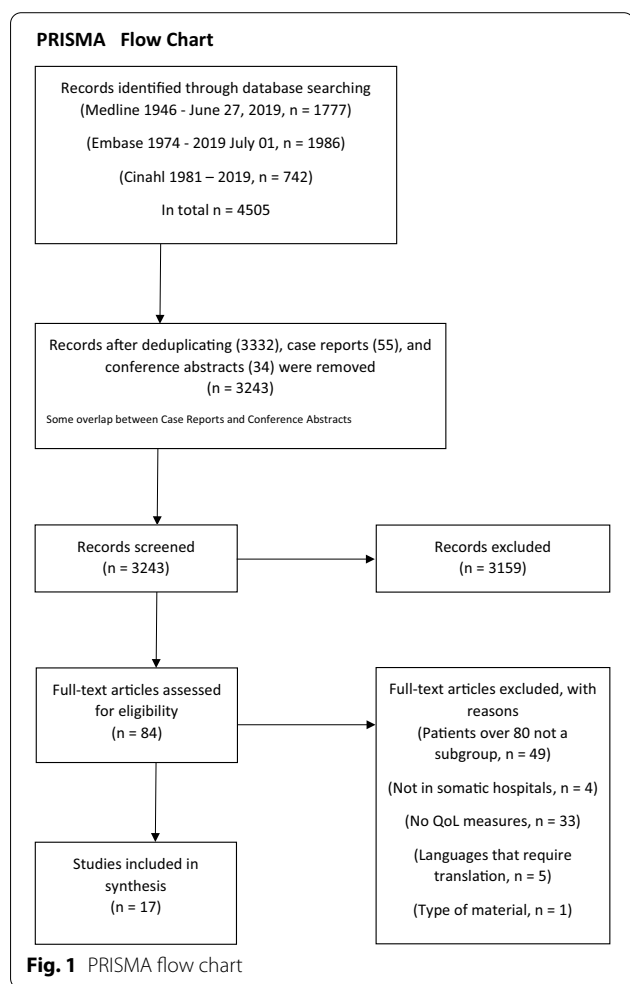 PRISMA Flow Chart
Records identified through database searching
(Medline 1946 - June 27, 2019, n = 1777)
(Embase 1974 - 2019 July 01, n = 1986)
(Cinahl 1981 – 2019, n = 742)
In total n = 4505
Records after deduplicating (3332), case reports (55), and
conference abstracts (34) were removed
(n = 3243)
Some overlap between Case Reports and Conference Abstracts
Records screened
(n = 3243)
Records excluded
(n = 3159)
Full-text articles assessed
for eligibility
(n = 84)
Full-text articles excluded, with
reasons
(Patients over 80 not a
subgroup, n = 49)
(Not in somatic hospitals, n = 4)
(No QoL measures, n = 33)
(Languages that require
translation, n = 5)
(Type of material, n = 1)
Studies included in
synthesis
(n = 17)
Fig. 1 PRISMA flow chart